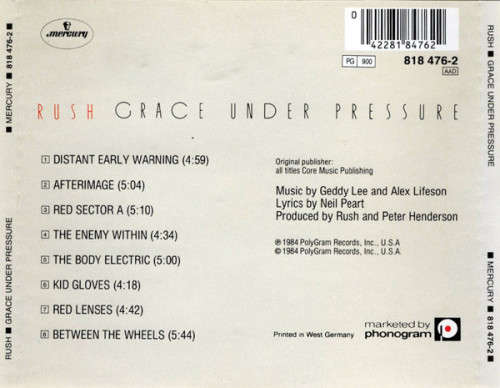 mercury
0
42281 84762
PG 900
818 476-2
AAD
RUSH GRACE UNDER PRESSURE
1 DISTANT EARLY WARNING (4:59)
2 AFTERIMAGE (5:04)
3 RED SECTOR A (5:10)
4 THE ENEMY WITHIN (4:34)
5 THE BODY ELECTRIC (5:00)
6 KID GLOVES (4:18)
7 RED LENSES (4:42)
8 BETWEEN THE WHEELS (5:44)
Original publisher:
all titles Core Music Publishing
Music by Geddy Lee and Alex Lifeson
Lyrics by Neil Peart
Produced by Rush and Peter Henderson
℗ 1984 PolyGram Records, Inc., U.S.A
© 1984 PolyGram Records, Inc., U.S.A.
Printed in West Germany
marketed by
phonogram
RUSH ■ GRACE UNDER PRESSURE ■ MERCURY ■ 818 476-2 ■
RUSH ■ GRACE UNDER PRESSURE ■ MERCURY ■ 818 476-2 ■